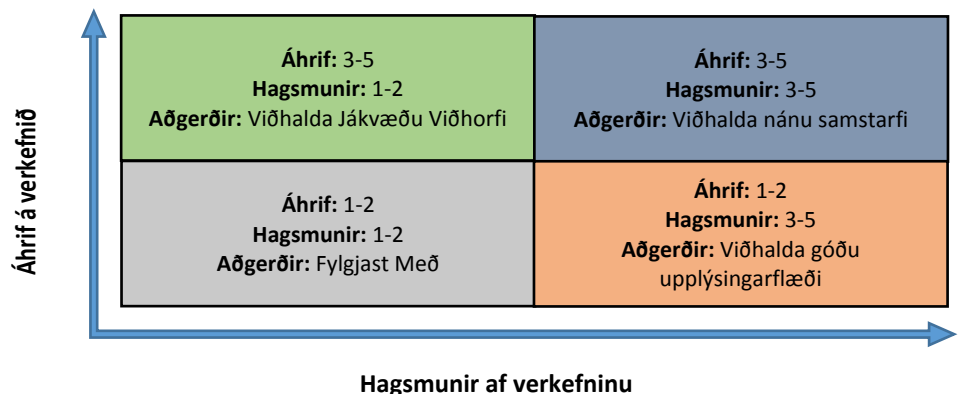 Áhrif á verkefnið
Áhrif: 3-5
Hagsmunir: 1-2
Aðgerðir: Viðhalda Jákvæðu Viðhorfi
Áhrif: 3-5
Hagsmunir: 3-5
Aðgerðir: Viðhalda nánu samstarfi
Áhrif: 1-2
Hagsmunir: 1-2
Aðgerðir: Fylgjast Með
Áhrif: 1-2
Hagsmunir: 3-5
Aðgerðir: Viðhalda góðu
upplýsingarflæði
Hagsmunir af verkefninu